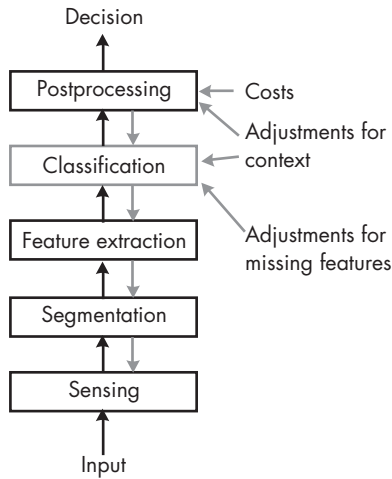 Decision
Postprocessing
Costs
Adjustments for
context
Classification
Adjustments for
missing features
Feature extraction
Segmentation
Sensing
Input